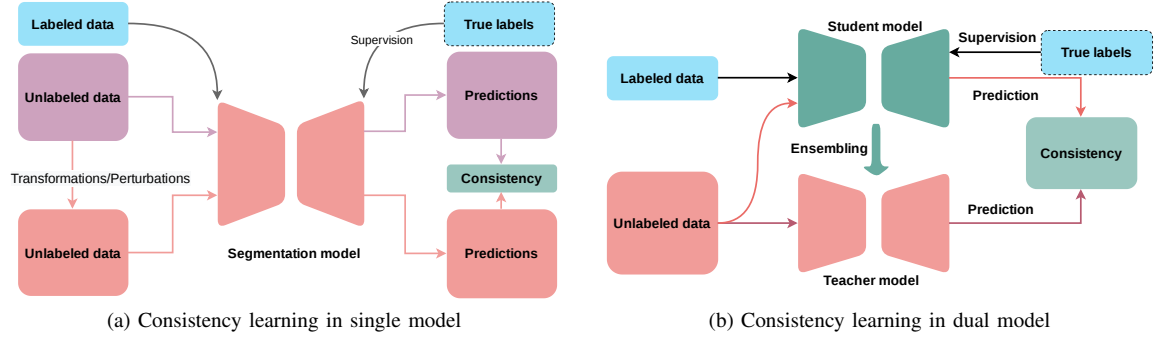 Labeled data
True labels
Supervision
Unlabeled data
Predictions
Transformations/Perturbations
Consistency
Unlabeled data
Segmentation model
Predictions
(a) Consistency learning in single model
Student model
Supervision
True labels
Labeled data
Prediction
Ensembling
Consistency
Unlabeled data
Prediction
Teacher model
(b) Consistency learning in dual model